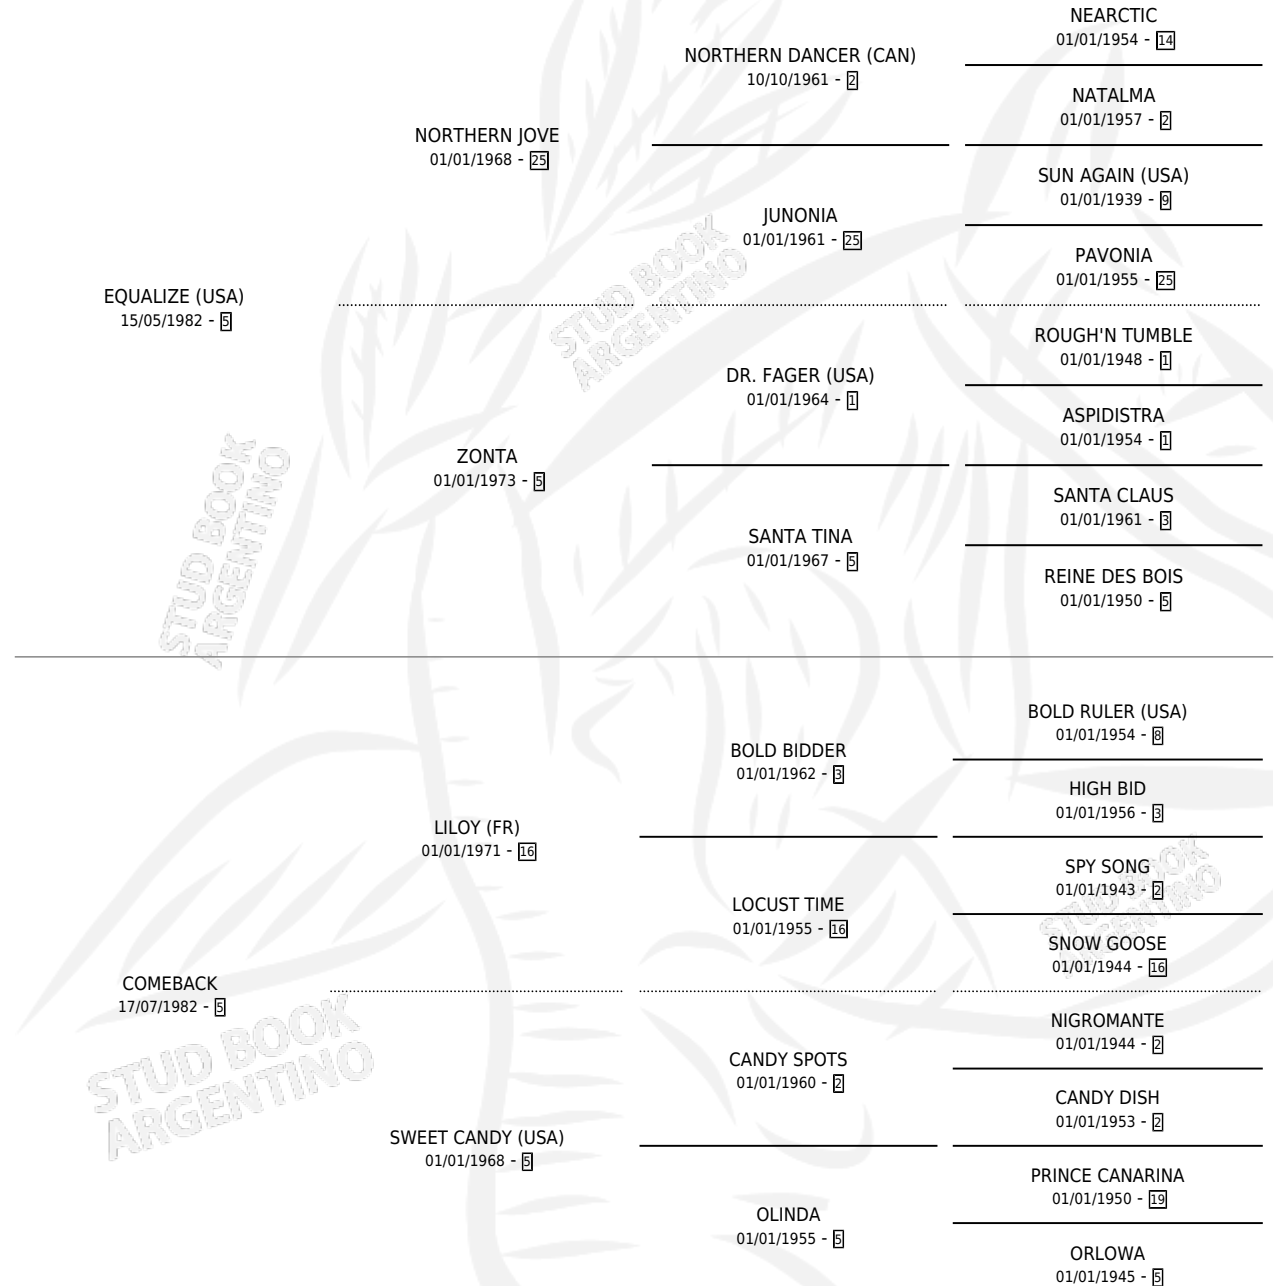 NEARCTIC
01/01/1954 - 14
NORTHERN DANCER (CAN)
10/10/1961 - 2
NATALMA
01/01/1957 - 2
NORTHERN JOVE
01/01/1968 - 25
SUN AGAIN (USA)
01/01/1939 - 9
JUNONIA
01/01/1961 - 25
PAVONIA
01/01/1955 - 25
EQUALIZE (USA)
15/05/1982 - 5
STUD BOOK
ARGENTINO
ROUGH'N TUMBLE
01/01/1948 - 1
DR. FAGER (USA)
01/01/1964 - 1
ASPIDISTRA
01/01/1954 - 1
ZONTA
01/01/1973 - 5
SANTA CLAUS
01/01/1961 - 3
SANTA TINA
01/01/1967 - 5
REINE DES BOIS
01/01/1950 - 5
STUD BOOK
ARGENTINO
BOLD RULER (USA)
01/01/1954 - 8
BOLD BIDDER
01/01/1962 - 3
HIGH BID
01/01/1956 - 3
LILOY (FR)
01/01/1971 - 16
SPY SONG
01/01/1943 - 2
LOCUST TIME
01/01/1955 - 16
SNOW GOOSE
01/01/1944 - 16
STUD BOOK
ARGENTINO
COMEBACK
17/07/1982 - 5
NIGROMANTE
01/01/1944 - 2
CANDY SPOTS
01/01/1960 - 2
CANDY DISH
01/01/1953 - 2
STUD BOOK
ARGENTINO
SWEET CANDY (USA)
01/01/1968 - 5
PRINCE CANARINA
01/01/1950 - 19
OLINDA
01/01/1955 - 5
ORLOWA
01/01/1945 - 5